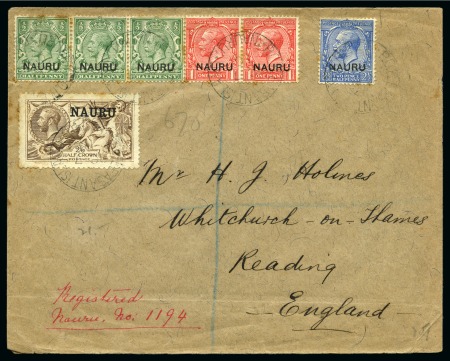 NAURU NAURU NAURU NAURU NAURU NAURU
HALFPENNY HALFPENNY HALFPENNY ONE PENNY ONE PENNY
NAURU
HALF CROWN
670
Mr H. J. Holmes
Whitchurch-on-Thames
Reading
England
Registered
Nauru. No: 1194